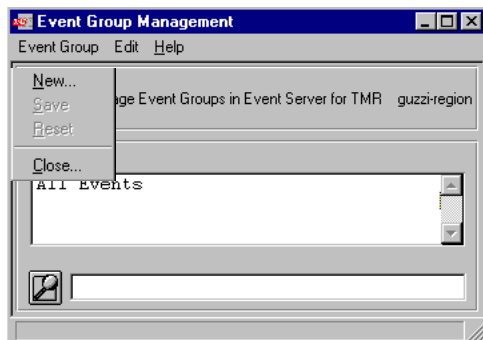 Event Group Management
Event Group Edit Help
New...
Save
Reset
Close...
age Event Groups in Event Server for TMR guzzi-region
All Events